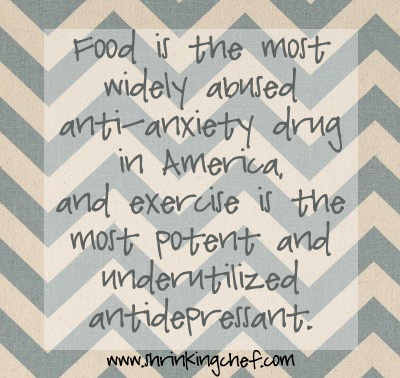 Food is the most
widely abused
anti-anxiety drug
in America,
and exercise is the
most potent and
underutilized
antidepressant.
www.shrinkingchef.com